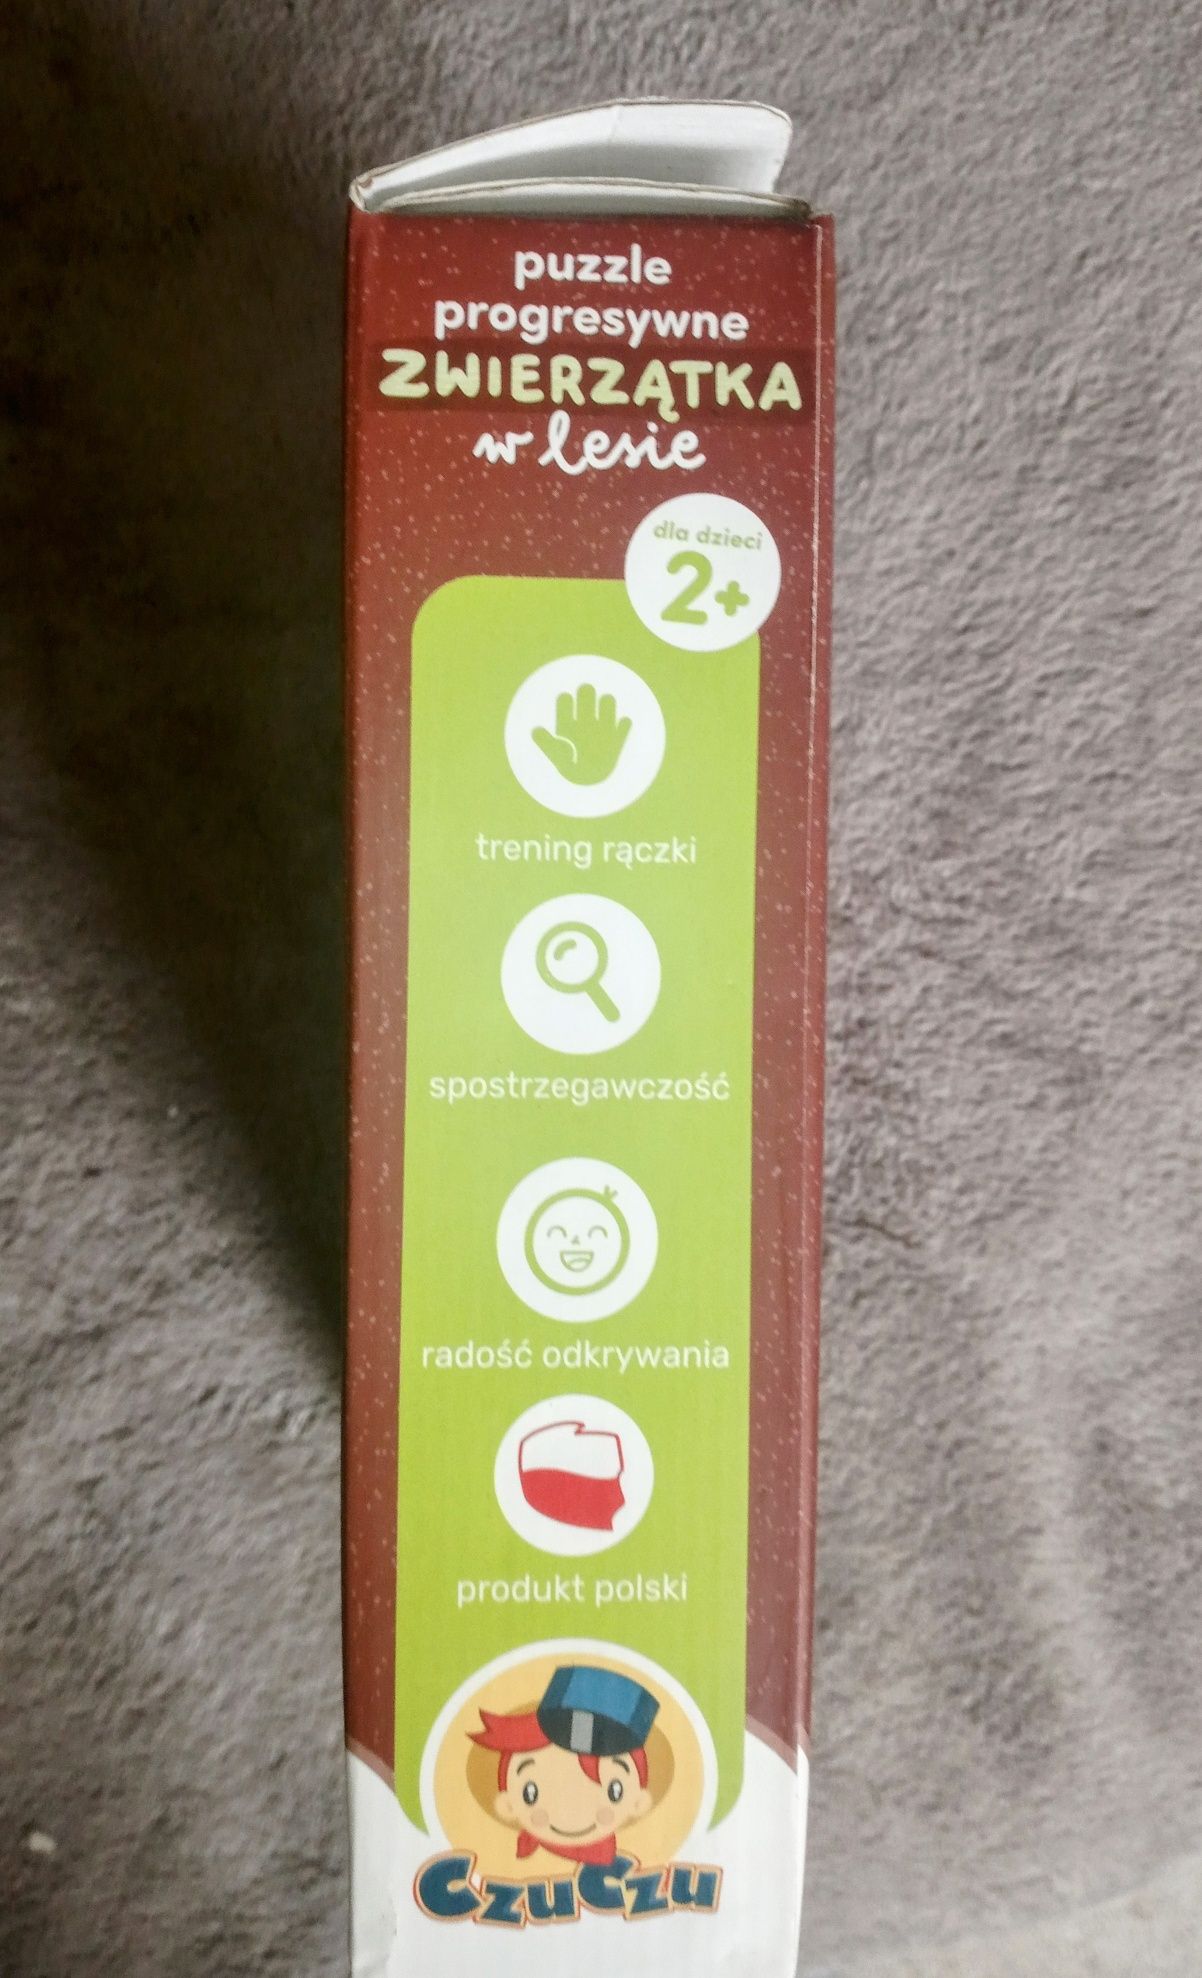 puzzle
progresywne
ZWIERZĄTKA
w lesie
dla dzieci
2+
trening rączki
spostrzegawczość
radość odkrywania
produkt polski
CzuCzu